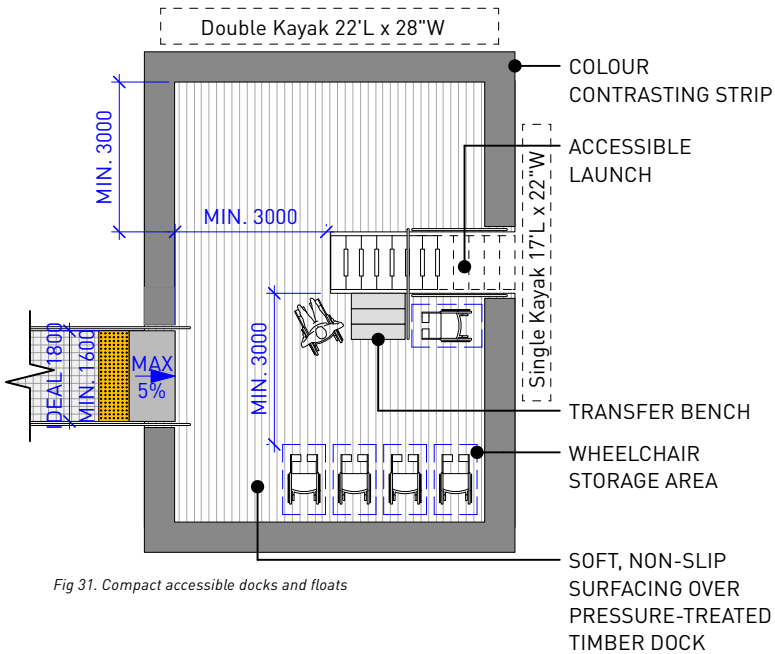 Double Kayak 22'L x 28"W
COLOUR
CONTRASTING STRIP
MIN. 3000
ACCESSIBLE
LAUNCH
MIN. 3000
Single Kayak 17'L x 22"W
MIN. 3000
IDEAL 1800
MIN. 1600
MAX
5%
TRANSFER BENCH
WHEELCHAIR
STORAGE AREA
SOFT, NON-SLIP
SURFACING OVER
PRESSURE-TREATED
TIMBER DOCK
Fig 31. Compact accessible docks and floats